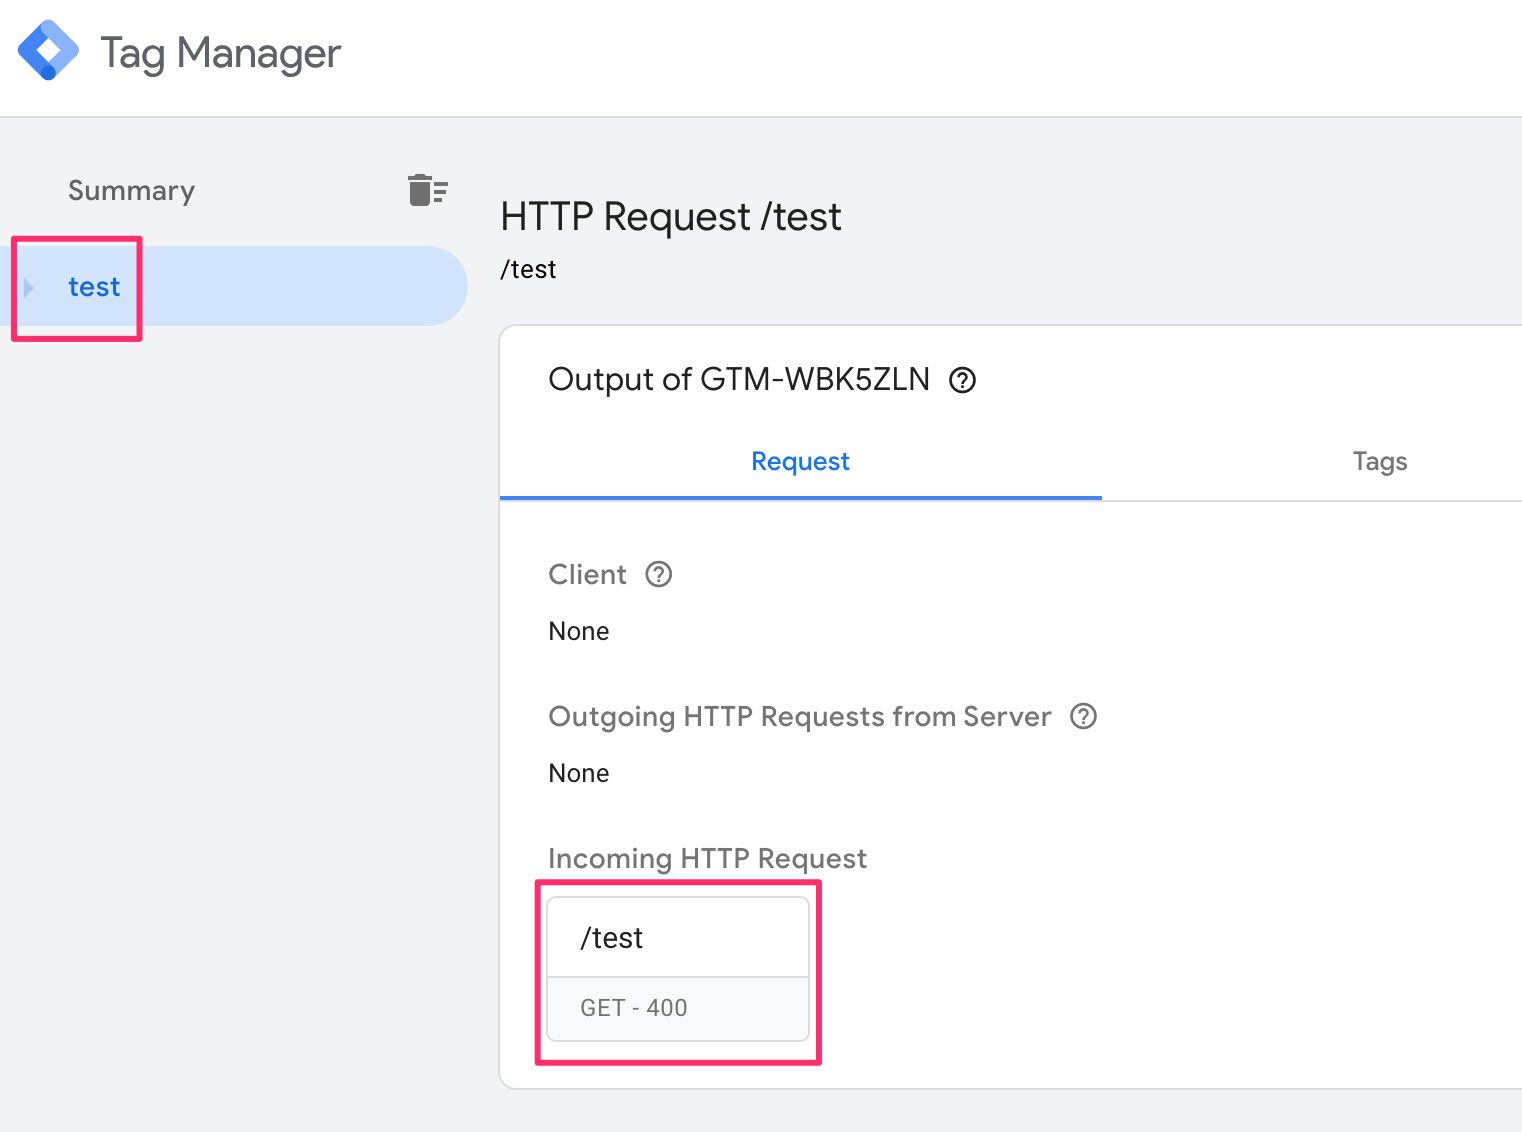 Tag Manager
Summary
test
HTTP Request /test
/test
Output of GTM-WBK5ZLN
Request
Tags
Client
None
Outgoing HTTP Requests from Server
None
Incoming HTTP Request
/test
GET - 400